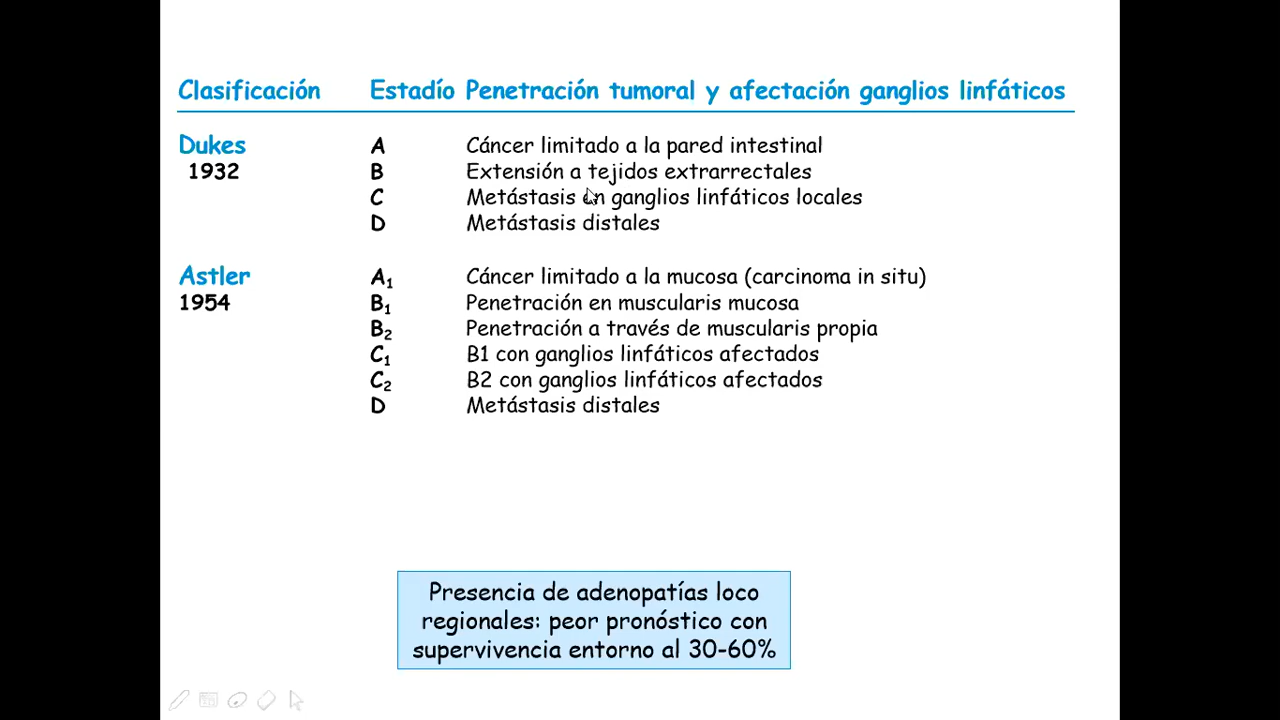 Clasificación Estadío Penetración tumoral y afectación ganglios linfáticos
Dukes A Cáncer limitado a la pared intestinal
1932 B Extensión a tejidos extrarrectales
C Metástasis en ganglios linfáticos locales
D Metástasis distales
Astler A₁ Cáncer limitado a la mucosa (carcinoma in situ)
1954 B₁ Penetración en muscularis mucosa
B₂ Penetración a través de muscularis propia
C₁ B1 con ganglios linfáticos afectados
C₂ B2 con ganglios linfáticos afectados
D Metástasis distales
Presencia de adenopatías loco
regionales: peor pronóstico con
supervivencia entorno al 30-60%